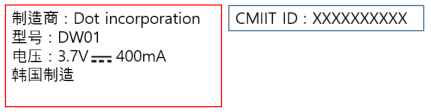 制造商 : Dot incorporation
型号 : DW01
电压 : 3.7V⎓400mA
韩国制造
CMIIT ID : XXXXXXXXXX